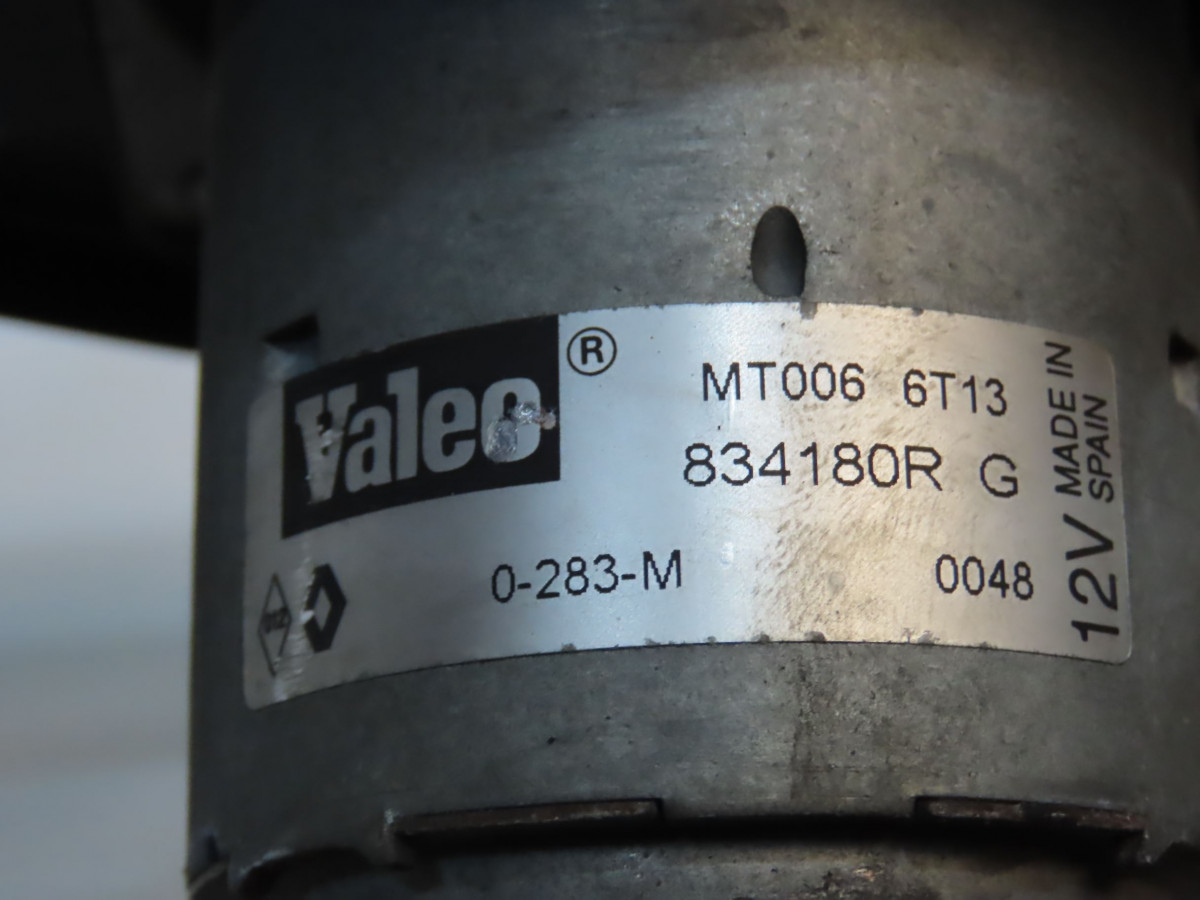 Valeo ®
MT006 6T13
834180R G
0-283-M
0048
12V MADE IN
SPAIN